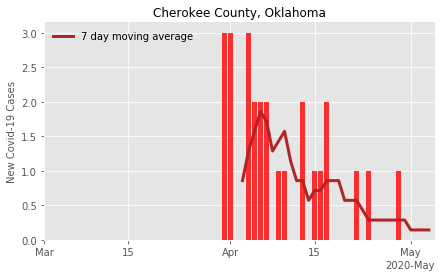 Cherokee County, Oklahoma
7 day moving average
New Covid-19 Cases
3.0
2.5
2.0
1.5
1.0
0.5
0.0
Mar
15
Apr
15
May
2020-May